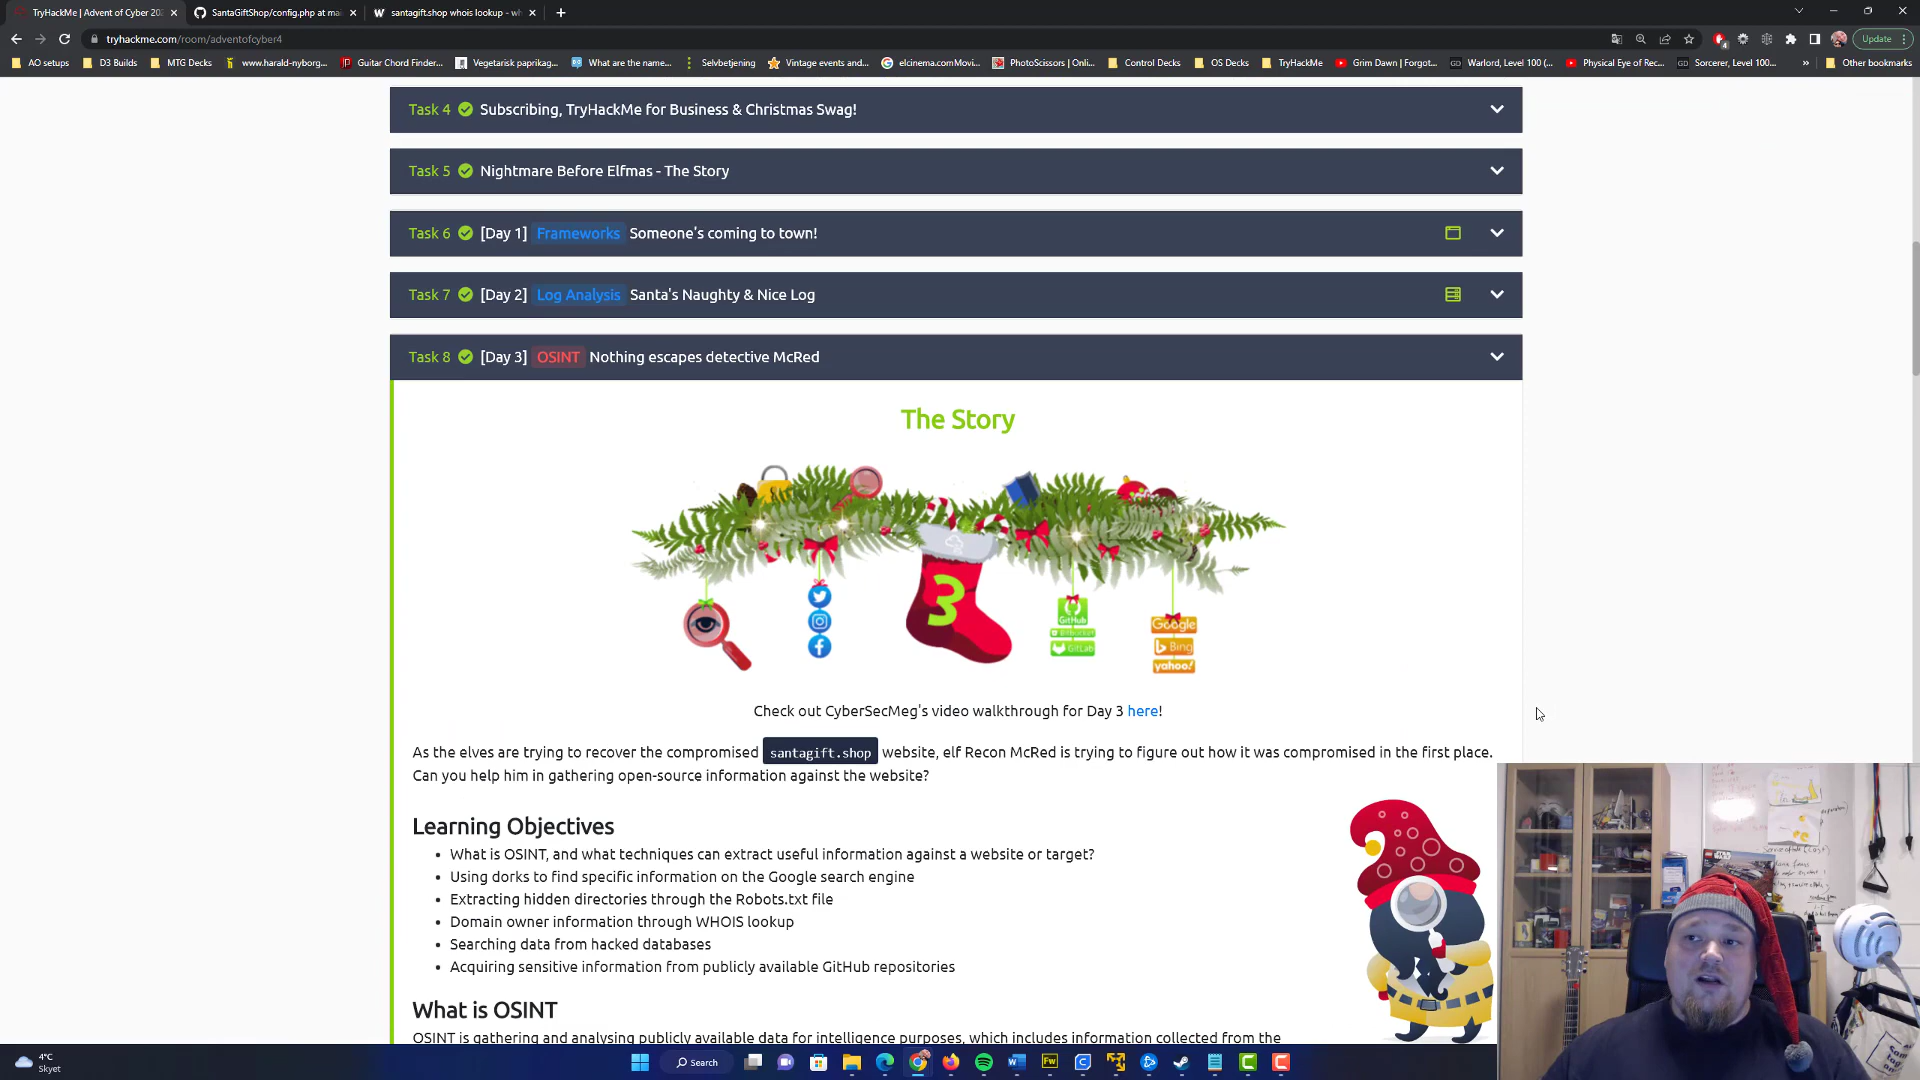 TryHackMe | Advent of Cyber 202
SantaGiftShop/config.php at mai
santagift.shop whois lookup - wh
tryhackme.com/room/adventofcyber4
Update
AO setups
D3 Builds
MTG Decks
www.harald-nyborg...
Guitar Chord Finder...
Vegetarisk paprikag...
What are the name...
Selvbetjening
Vintage events and...
elcinema.comMovi...
PhotoScissors | Onli...
Control Decks
OS Decks
TryHackMe
Grim Dawn | Forgot...
Warlord, Level 100 (...
Physical Eye of Rec...
Sorcerer, Level 100...
Other bookmarks
Task 4 Subscribing, TryHackMe for Business & Christmas Swag!
Task 5 Nightmare Before Elfmas - The Story
Task 6 [Day 1] Frameworks Someone's coming to town!
Task 7 [Day 2] Log Analysis Santa's Naughty & Nice Log
Task 8 [Day 3] OSINT Nothing escapes detective McRed
The Story
3
GitHub
Bitbucket
GitLab
Google
Bing
yahoo!
Check out CyberSecMeg's video walkthrough for Day 3 here!
As the elves are trying to recover the compromised santagift.shop website, elf Recon McRed is trying to figure out how it was compromised in the first place.
Can you help him in gathering open-source information against the website?
Learning Objectives
• What is OSINT, and what techniques can extract useful information against a website or target?
• Using dorks to find specific information on the Google search engine
• Extracting hidden directories through the Robots.txt file
• Domain owner information through WHOIS lookup
• Searching data from hacked databases
• Acquiring sensitive information from publicly available GitHub repositories
What is OSINT
OSINT is gathering and analysing publicly available data for intelligence purposes, which includes information collected from the
4°C
Skyet
Search